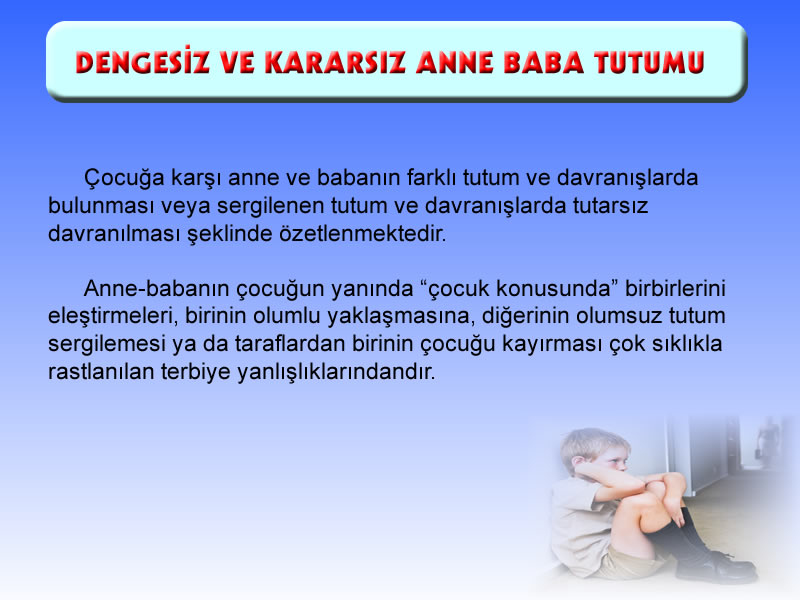 DENGESİZ VE KARARSIZ ANNE BABA TUTUMU
Çocuğa karşı anne ve babanın farklı tutum ve davranışlarda
bulunması veya sergilenen tutum ve davranışlarda tutarsız
davranılması şeklinde özetlenmektedir.
Anne-babanın çocuğun yanında “çocuk konusunda” birbirlerini
eleştirmeleri, birinin olumlu yaklaşmasına, diğerinin olumsuz tutum
sergilemesi ya da taraflardan birinin çocuğu kayırması çok sıklıkla
rastlanılan terbiye yanlışlıklarındandır.